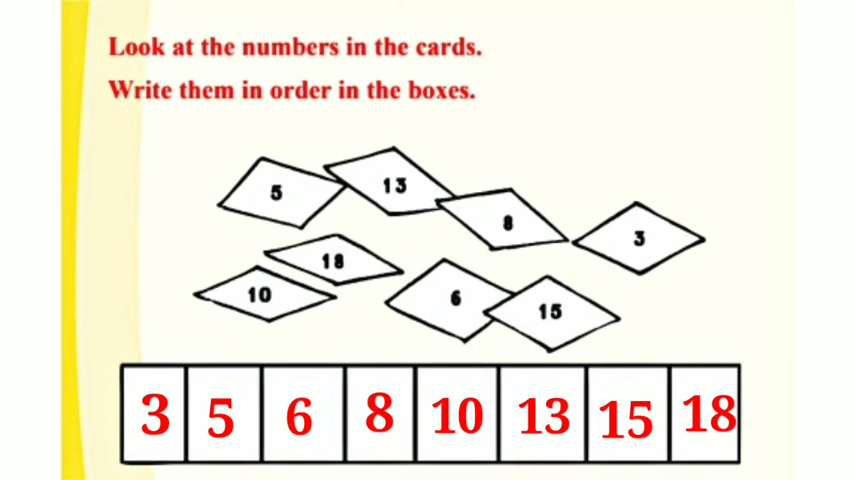 Look at the numbers in the cards.
Write them in order in the boxes.
5
13
8
3
18
10
6
15
3 5 6 8 10 13 15 18